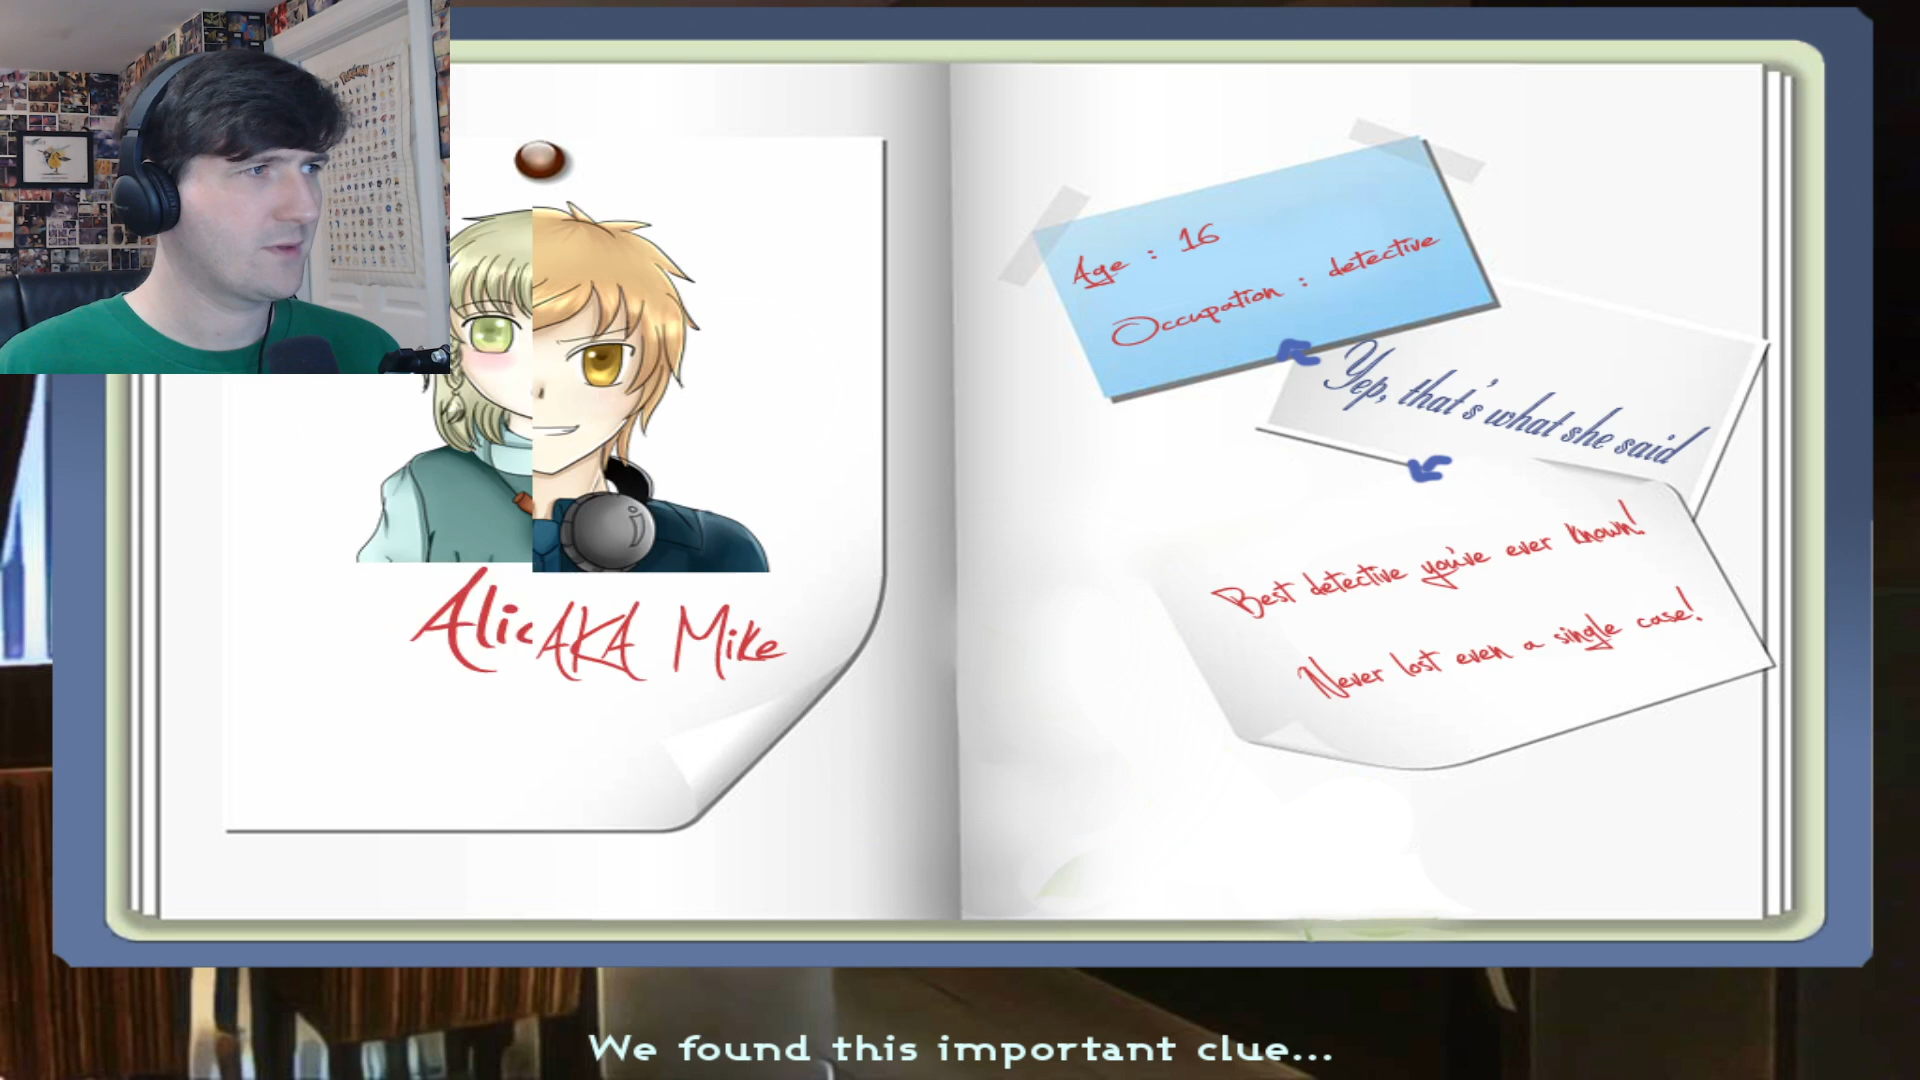 POKÉMON
Alic AKA Mike
Age : 16
Occupation : detective
Yep, that's what she said
Best detective you've ever known!
Never lost even a single case!
We found this important clue...